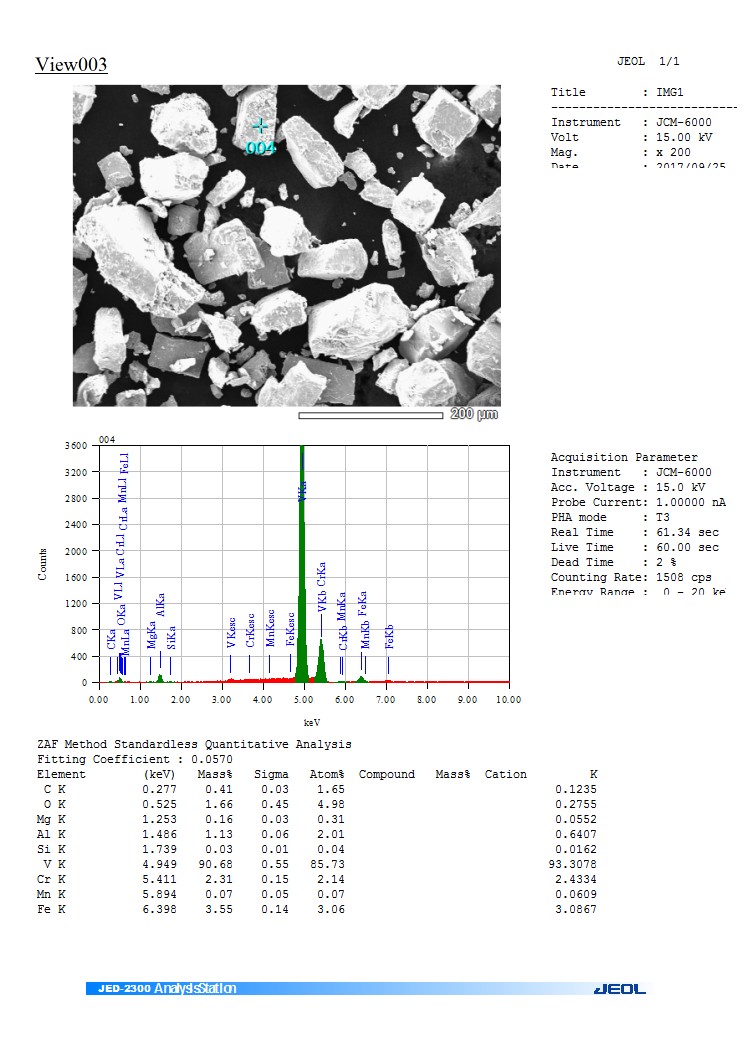 View003
JEOL 1/1
Title : IMG1
---------------------------
Instrument : JCM-6000
Volt : 15.00 kV
Mag. : x 200
Date : 2017/09/25
004
200 µm
004
Counts
3600
3200
2800
2400
2000
1600
1200
800
400
0
CKa
OKa VLl VLa CrLl CrLa MnLl FeLl
MnLa
MgKa
AlKa
SiKa
VKesc
CrKesc
MnKesc
FeKesc
VKa
VKb CrKa
CrKb MnKa
MnKb FeKa
FeKb
0.00 1.00 2.00 3.00 4.00 5.00 6.00 7.00 8.00 9.00 10.00
keV
Acquisition Parameter
Instrument : JCM-6000
Acc. Voltage : 15.0 kV
Probe Current: 1.00000 nA
PHA mode : T3
Real Time : 61.34 sec
Live Time : 60.00 sec
Dead Time : 2 %
Counting Rate: 1508 cps
Energy Range : 0 - 20 ke
ZAF Method Standardless Quantitative Analysis
Fitting Coefficient : 0.0570
Element (keV) Mass% Sigma Atom% Compound Mass% Cation K
C K 0.277 0.41 0.03 1.65 0.1235
O K 0.525 1.66 0.45 4.98 0.2755
Mg K 1.253 0.16 0.03 0.31 0.0552
Al K 1.486 1.13 0.06 2.01 0.6407
Si K 1.739 0.03 0.01 0.04 0.0162
V K 4.949 90.68 0.55 85.73 93.3078
Cr K 5.411 2.31 0.15 2.14 2.4334
Mn K 5.894 0.07 0.05 0.07 0.0609
Fe K 6.398 3.55 0.14 3.06 3.0867
JED-2300 AnalysisStation
JEOL